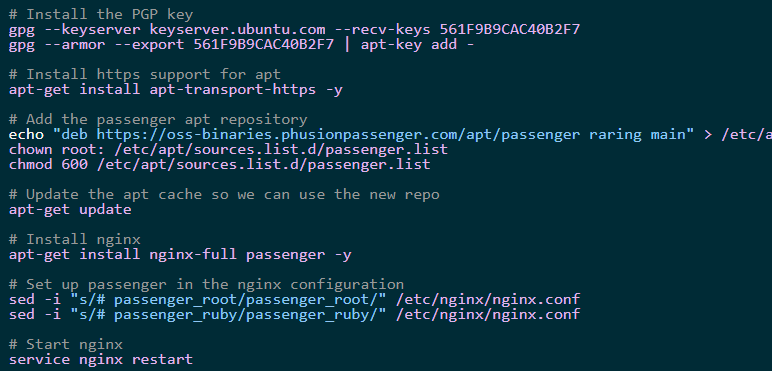 # Install the PGP key
gpg --keyserver keyserver.ubuntu.com --recv-keys 561F9B9CAC40B2F7
gpg --armor --export 561F9B9CAC40B2F7 | apt-key add -
# Install https support for apt
apt-get install apt-transport-https -y
# Add the passenger apt repository
echo "deb https://oss-binaries.phusionpassenger.com/apt/passenger raring main" > /etc/a
chown root: /etc/apt/sources.list.d/passenger.list
chmod 600 /etc/apt/sources.list.d/passenger.list
# Update the apt cache so we can use the new repo
apt-get update
# Install nginx
apt-get install nginx-full passenger -y
# Set up passenger in the nginx configuration
sed -i "s/# passenger_root/passenger_root/" /etc/nginx/nginx.conf
sed -i "s/# passenger_ruby/passenger_ruby/" /etc/nginx/nginx.conf
# Start nginx
service nginx restart